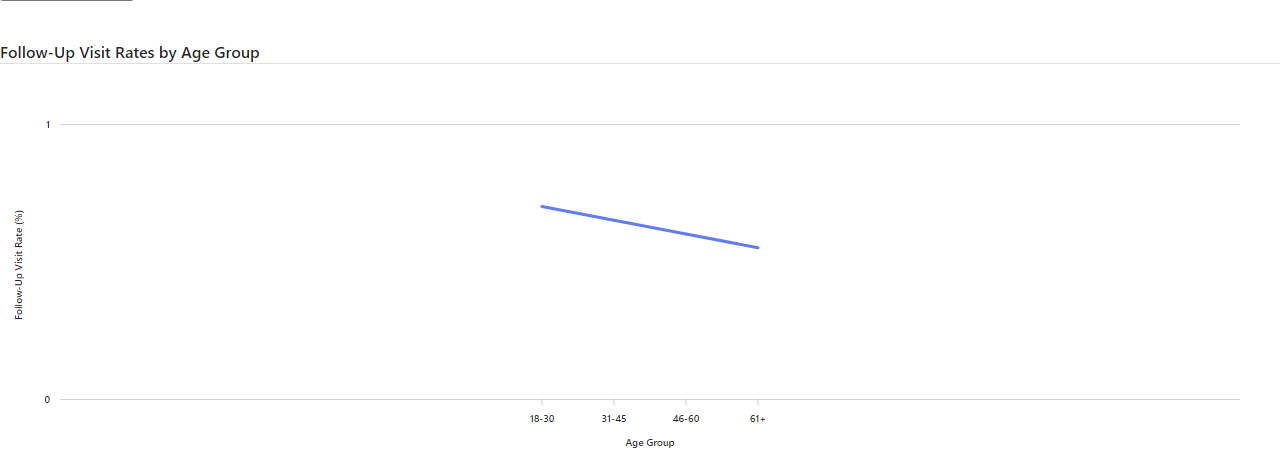 Follow-Up Visit Rates by Age Group
1
Follow-Up Visit Rate (%)
0
18-30 31-45 46-60 61+
Age Group